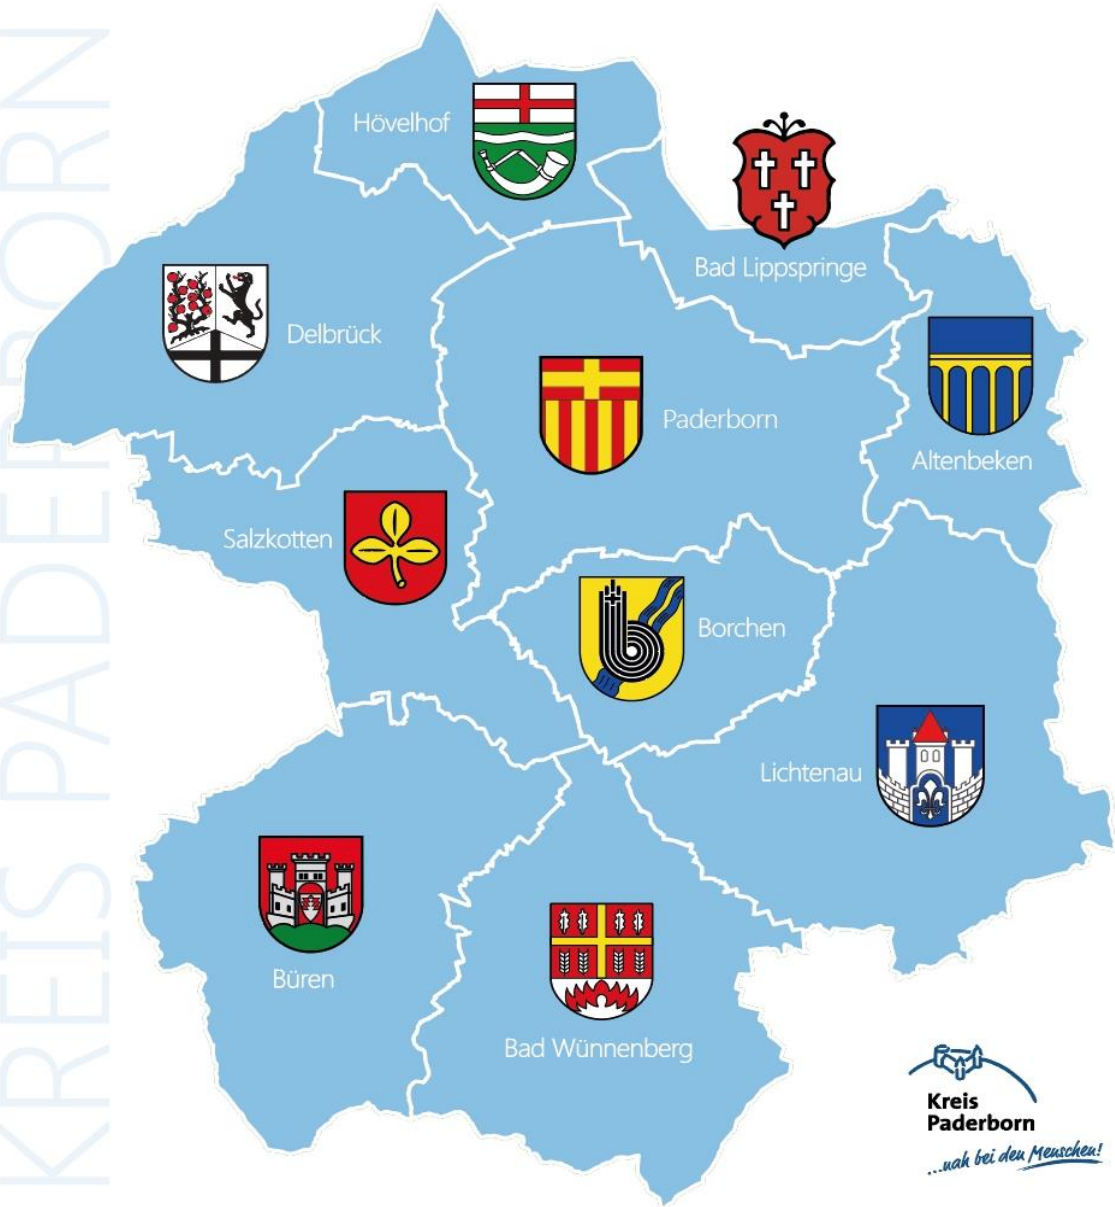 KREIS PADERBORN
Hövelhof
Bad Lippspringe
Delbrück
Paderborn
Altenbeken
Salzkotten
Borchen
Lichtenau
Büren
Bad Wünnenberg
Kreis
Paderborn
...nah bei den Menschen!